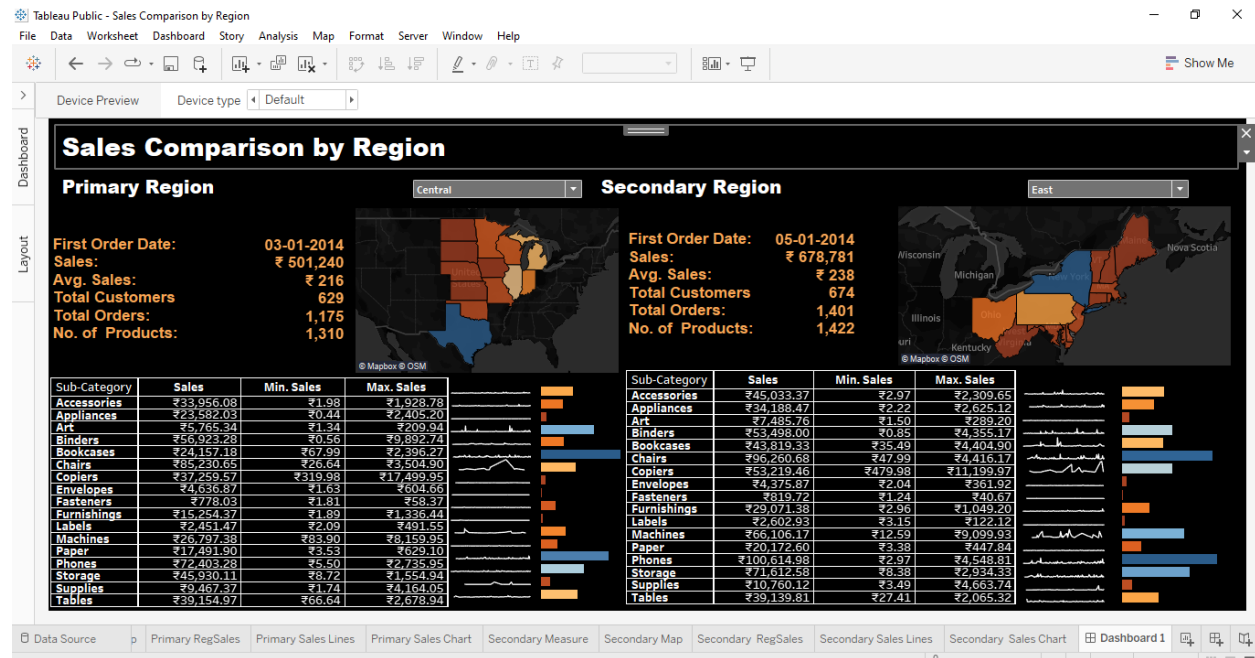 Tableau Public - Sales Comparison by Region
File Data Worksheet Dashboard Story Analysis Map Format Server Window Help
Show Me
Device Preview Device type Default
Dashboard
Layout
Sales Comparison by Region
Primary Region
Central
First Order Date: 03-01-2014
Sales: ₹ 501,240
Avg. Sales: ₹ 216
Total Customers 629
Total Orders: 1,175
No. of Products: 1,310
United States
© Mapbox © OSM
Sub-Category Sales Min. Sales Max. Sales
Accessories ₹33,956.08 ₹1.98 ₹1,928.78
Appliances ₹23,582.03 ₹0.44 ₹2,405.20
Art ₹5,765.34 ₹1.34 ₹209.94
Binders ₹56,923.28 ₹0.56 ₹9,892.74
Bookcases ₹24,157.18 ₹67.99 ₹2,396.27
Chairs ₹85,230.65 ₹26.64 ₹3,504.90
Copiers ₹37,259.57 ₹319.98 ₹17,499.95
Envelopes ₹4,636.87 ₹1.63 ₹604.66
Fasteners ₹778.03 ₹1.81 ₹58.37
Furnishings ₹15,254.37 ₹1.89 ₹1,336.44
Labels ₹2,451.47 ₹2.09 ₹491.55
Machines ₹26,797.38 ₹83.90 ₹8,159.95
Paper ₹17,491.90 ₹3.53 ₹629.10
Phones ₹72,403.28 ₹5.50 ₹2,735.95
Storage ₹45,930.11 ₹8.72 ₹1,554.94
Supplies ₹9,467.37 ₹1.74 ₹4,164.05
Tables ₹39,154.97 ₹66.64 ₹2,678.94
Secondary Region
East
First Order Date: 05-01-2014
Sales: ₹ 678,781
Avg. Sales: ₹ 238
Total Customers 674
Total Orders: 1,401
No. of Products: 1,422
Maine
Nova Scotia
Wisconsin
VT
Michigan
New York
Illinois
Ohio
Kentucky
Virginia
© Mapbox © OSM
Sub-Category Sales Min. Sales Max. Sales
Accessories ₹45,033.37 ₹2.97 ₹2,309.65
Appliances ₹34,188.47 ₹2.22 ₹2,625.12
Art ₹7,485.76 ₹1.50 ₹289.20
Binders ₹53,498.00 ₹0.85 ₹4,355.17
Bookcases ₹43,819.33 ₹35.49 ₹4,404.90
Chairs ₹96,260.68 ₹47.99 ₹4,416.17
Copiers ₹53,219.46 ₹479.98 ₹11,199.97
Envelopes ₹4,375.87 ₹2.04 ₹361.92
Fasteners ₹819.72 ₹1.24 ₹40.67
Furnishings ₹29,071.38 ₹2.96 ₹1,049.20
Labels ₹2,602.93 ₹3.15 ₹122.12
Machines ₹66,106.17 ₹12.59 ₹9,099.93
Paper ₹20,172.60 ₹3.38 ₹447.84
Phones ₹100,614.98 ₹2.97 ₹4,548.81
Storage ₹71,612.58 ₹8.38 ₹2,934.33
Supplies ₹10,760.12 ₹3.49 ₹4,663.74
Tables ₹39,139.81 ₹27.41 ₹2,065.32
Data Source Primary RegSales Primary Sales Lines Primary Sales Chart Secondary Measure Secondary Map Secondary RegSales Secondary Sales Lines Secondary Sales Chart Dashboard 1